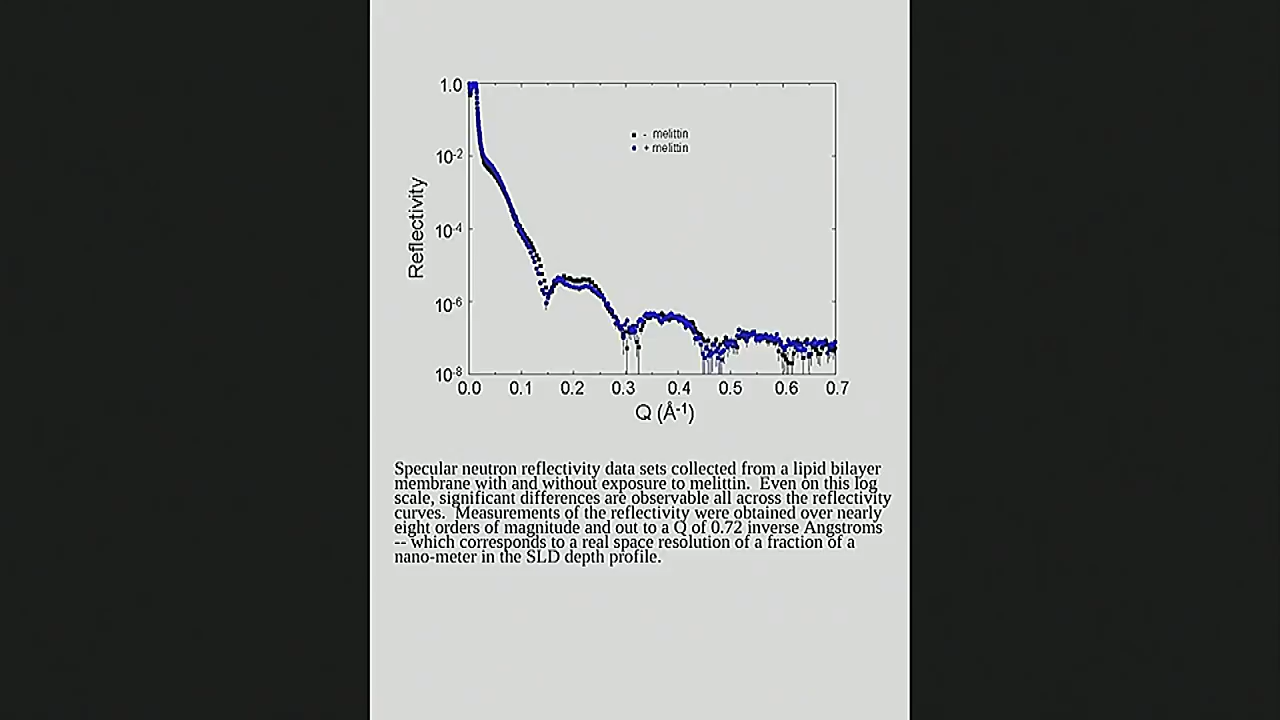 1.0
- melittin
+ melittin
10-2
10-4
10-6
10-8
Reflectivity
0.0 0.1 0.2 0.3 0.4 0.5 0.6 0.7
Q (Å-1)
Specular neutron reflectivity data sets collected from a lipid bilayer
membrane with and without exposure to melittin. Even on this log
scale, significant differences are observable all across the reflectivity
curves. Measurements of the reflectivity were obtained over nearly
eight orders of magnitude and out to a Q of 0.72 inverse Angstroms
-- which corresponds to a real space resolution of a fraction of a
nano-meter in the SLD depth profile.